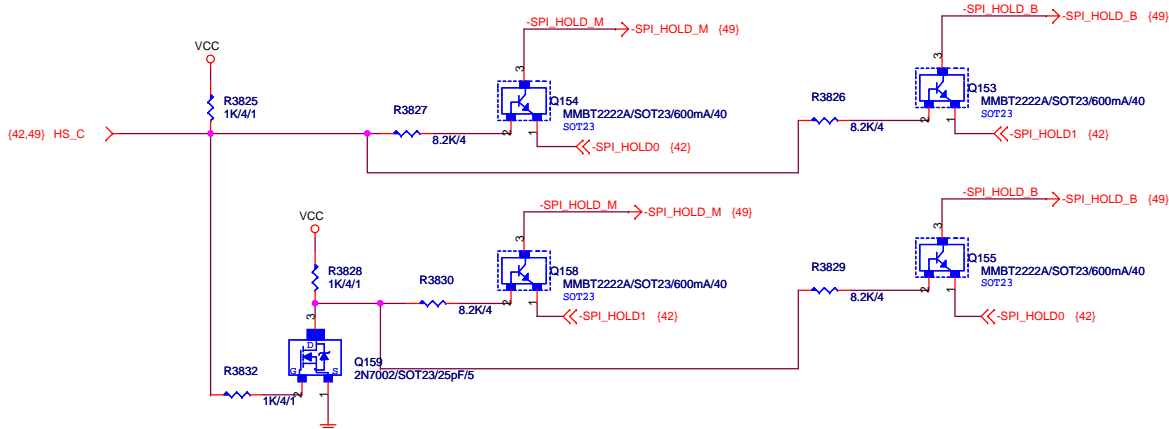 -SPI_HOLD_M
-SPI_HOLD_M {49}
-SPI_HOLD_B
-SPI_HOLD_B {49}
VCC
R3825
1K/4/1
{42,49} HS_C
R3827
8.2K/4
3
2
1
Q154
MMBT2222A/SOT23/600mA/40
SOT23
-SPI_HOLD0 {42}
R3826
8.2K/4
3
2
1
Q153
MMBT2222A/SOT23/600mA/40
SOT23
-SPI_HOLD1 {42}
-SPI_HOLD_M
-SPI_HOLD_M {49}
-SPI_HOLD_B
-SPI_HOLD_B {49}
VCC
R3828
1K/4/1
R3830
8.2K/4
3
2
1
Q158
MMBT2222A/SOT23/600mA/40
SOT23
-SPI_HOLD1 {42}
R3829
8.2K/4
3
2
1
Q155
MMBT2222A/SOT23/600mA/40
SOT23
-SPI_HOLD0 {42}
3
D
G
S
2
1
Q159
2N7002/SOT23/25pF/5
R3832
1K/4/1